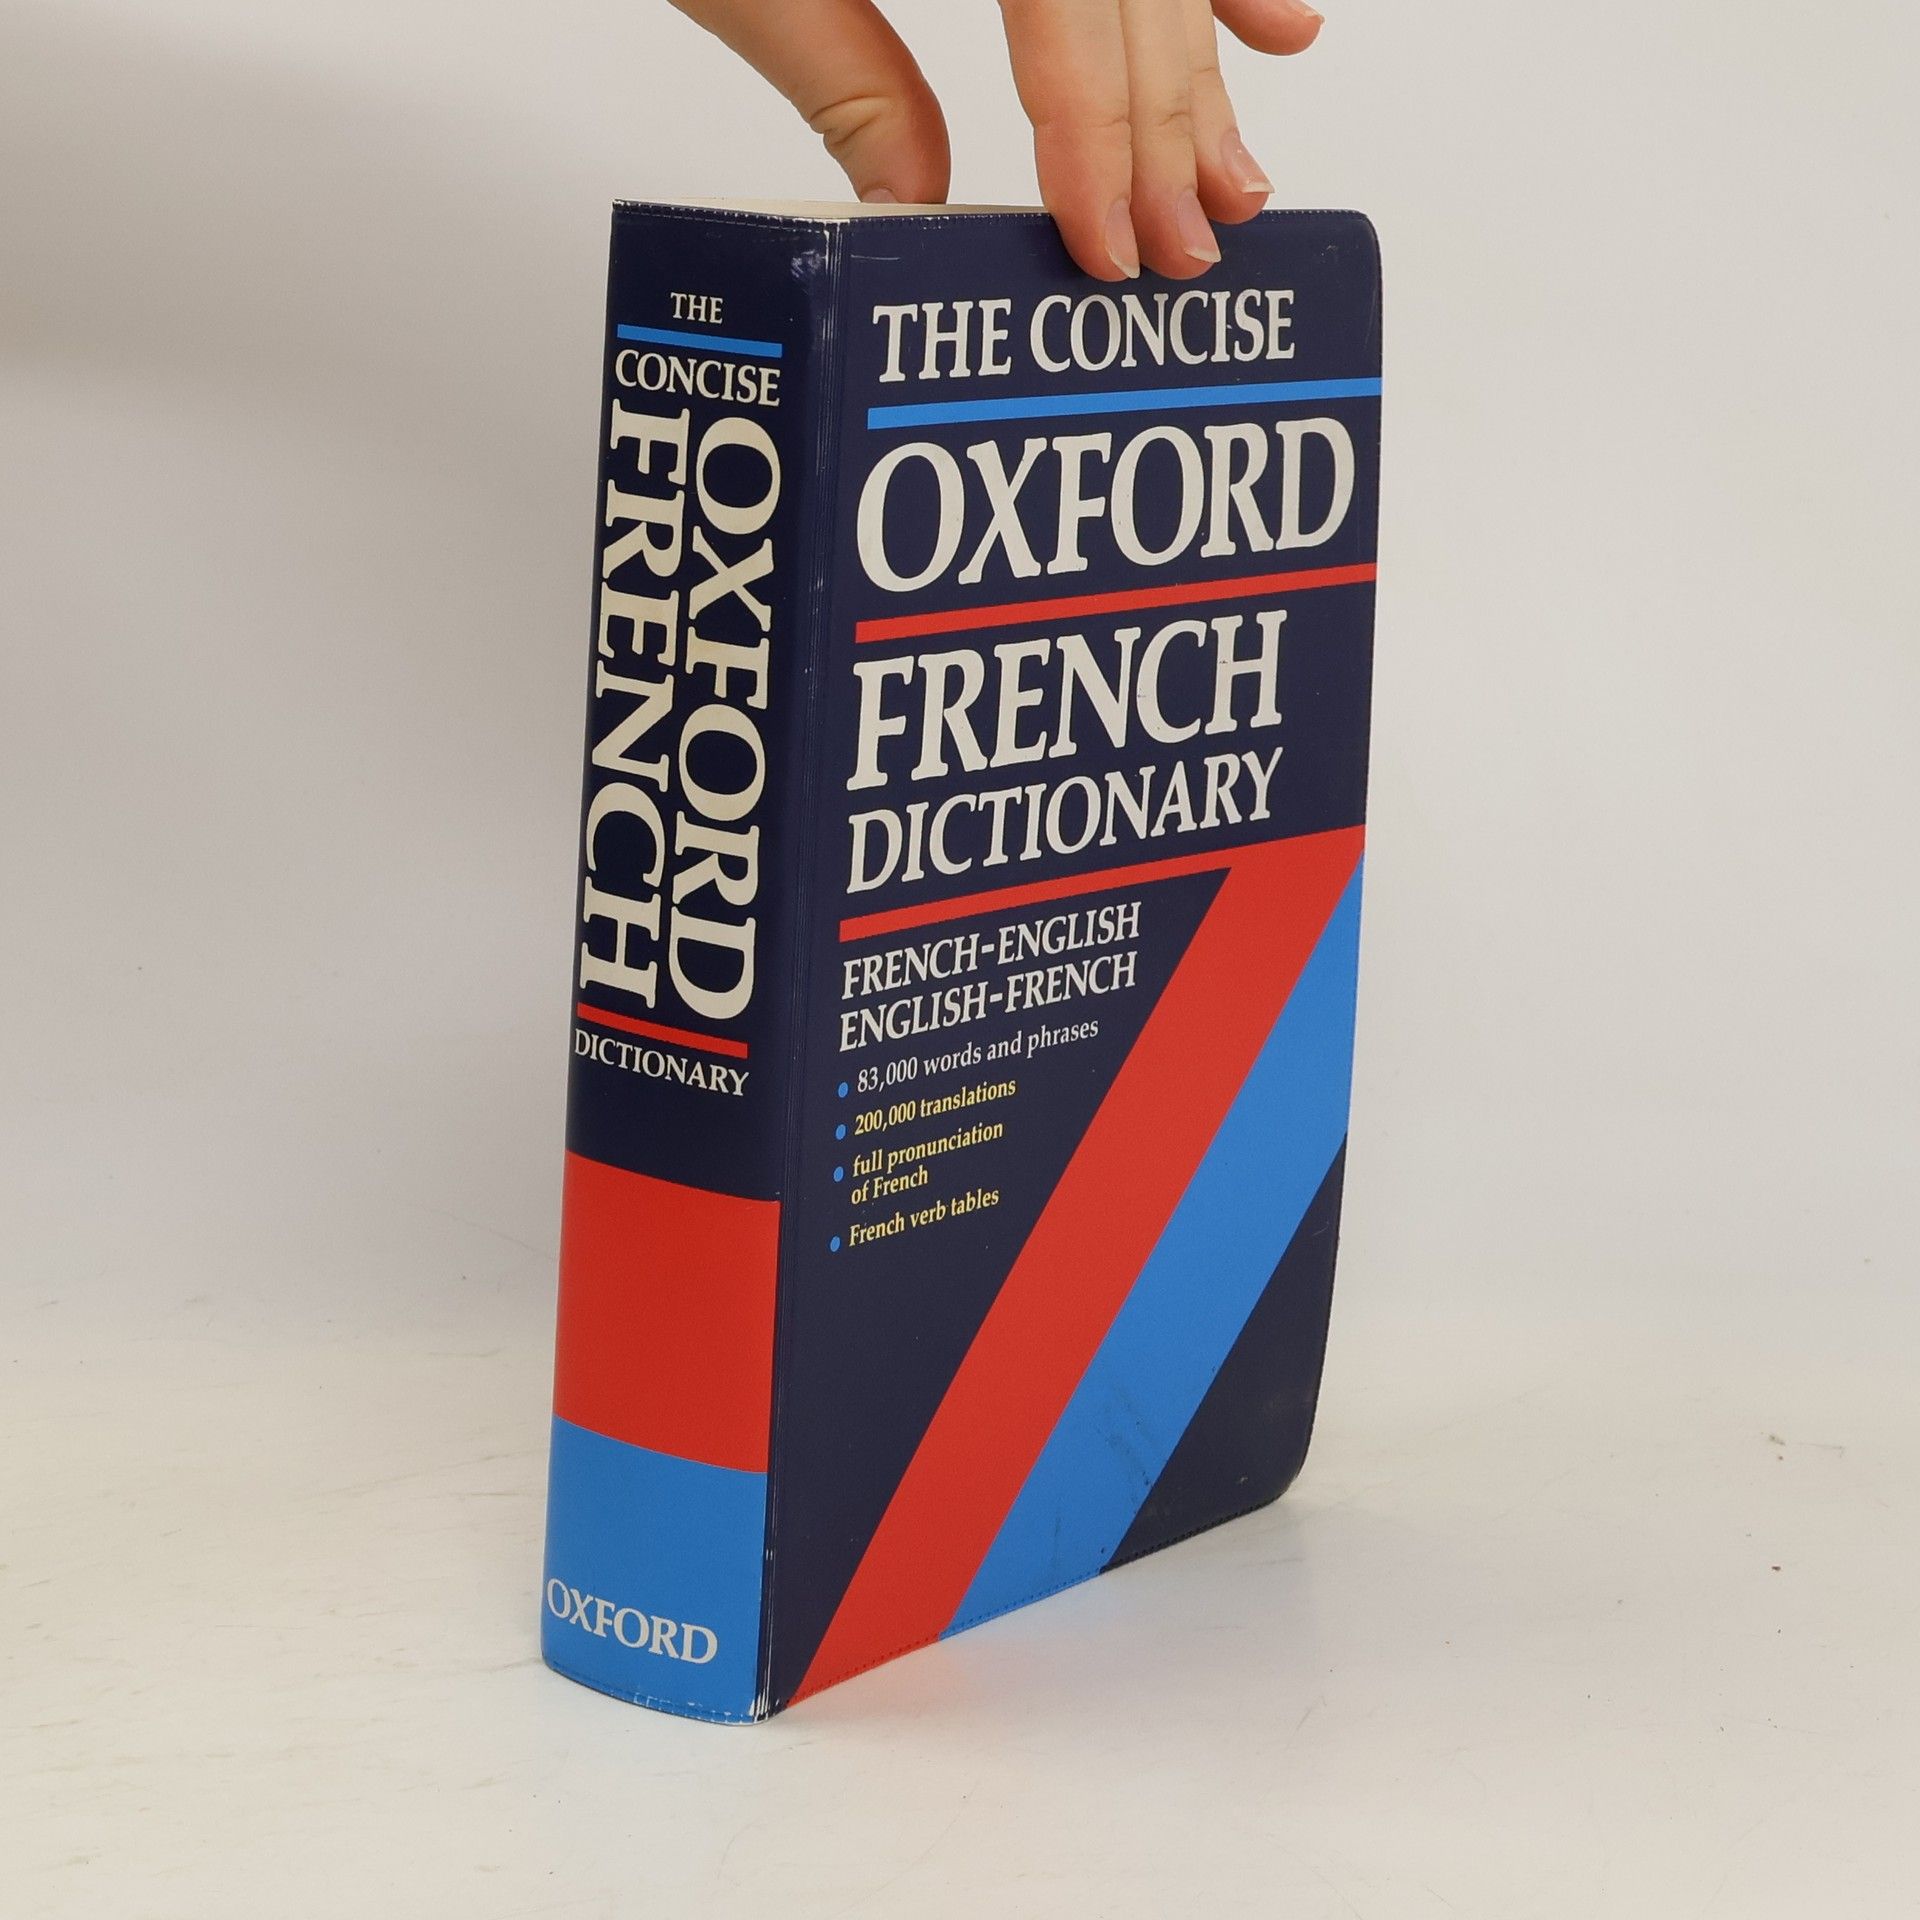 THE
CONCISE
OXFORD
FRENCH
DICTIONARY
OXFORD
THE CONCISE
OXFORD
FRENCH
DICTIONARY
FRENCH-ENGLISH
ENGLISH-FRENCH
• 83,000 words and phrases
• 200,000 translations
• full pronunciation
of French
• French verb tables